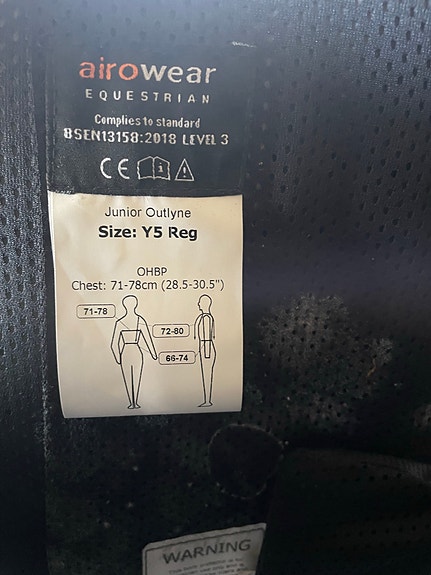 airowear
EQUESTRIAN
Complies to standard
BSEN13158:2018 LEVEL 3
CE
Junior Outlyne
Size: Y5 Reg
OHBP
Chest: 71-78cm (28.5-30.5")
71-78
72-80
66-74
WARNING